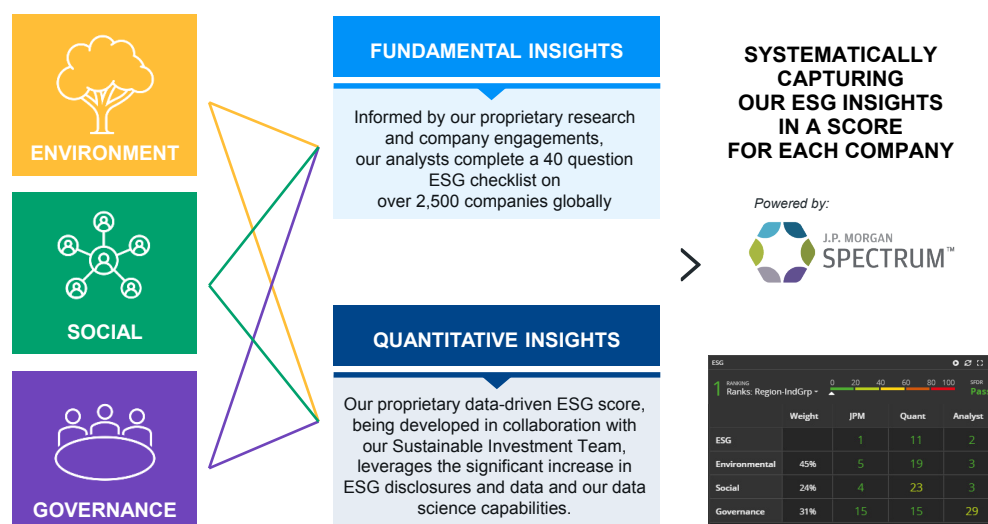 ENVIRONMENT
SOCIAL
GOVERNANCE
FUNDAMENTAL INSIGHTS
Informed by our proprietary research
and company engagements,
our analysts complete a 40 question
ESG checklist on
over 2,500 companies globally
QUANTITATIVE INSIGHTS
Our proprietary data-driven ESG score,
being developed in collaboration with
our Sustainable Investment Team,
leverages the significant increase in
ESG disclosures and data and our data
science capabilities.
SYSTEMATICALLY
CAPTURING
OUR ESG INSIGHTS
IN A SCORE
FOR EACH COMPANY
Powered by:
J.P. MORGAN
SPECTRUM™
ESG
1 RANKING 0 20 40 60 80 100 SFDR
Ranks: Region-IndGrp Pass
Weight JPM Quant Analyst
ESG 1 11 2
Environmental 45% 5 19 3
Social 24% 4 23 3
Governance 31% 15 15 29